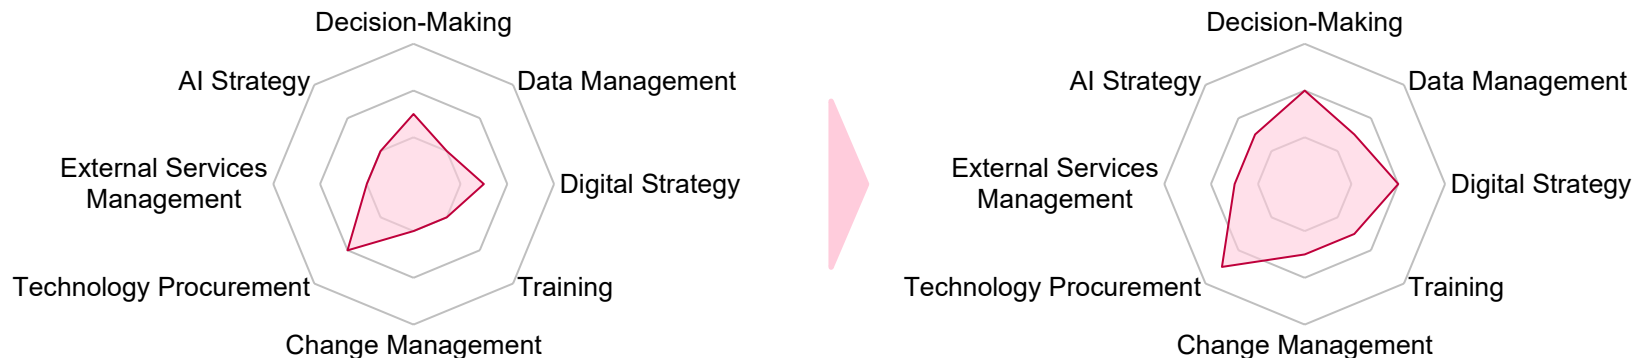 Decision-Making
AI Strategy
Data Management
External Services
Management
Digital Strategy
Technology Procurement
Training
Change Management
Decision-Making
AI Strategy
Data Management
External Services
Management
Digital Strategy
Technology Procurement
Training
Change Management